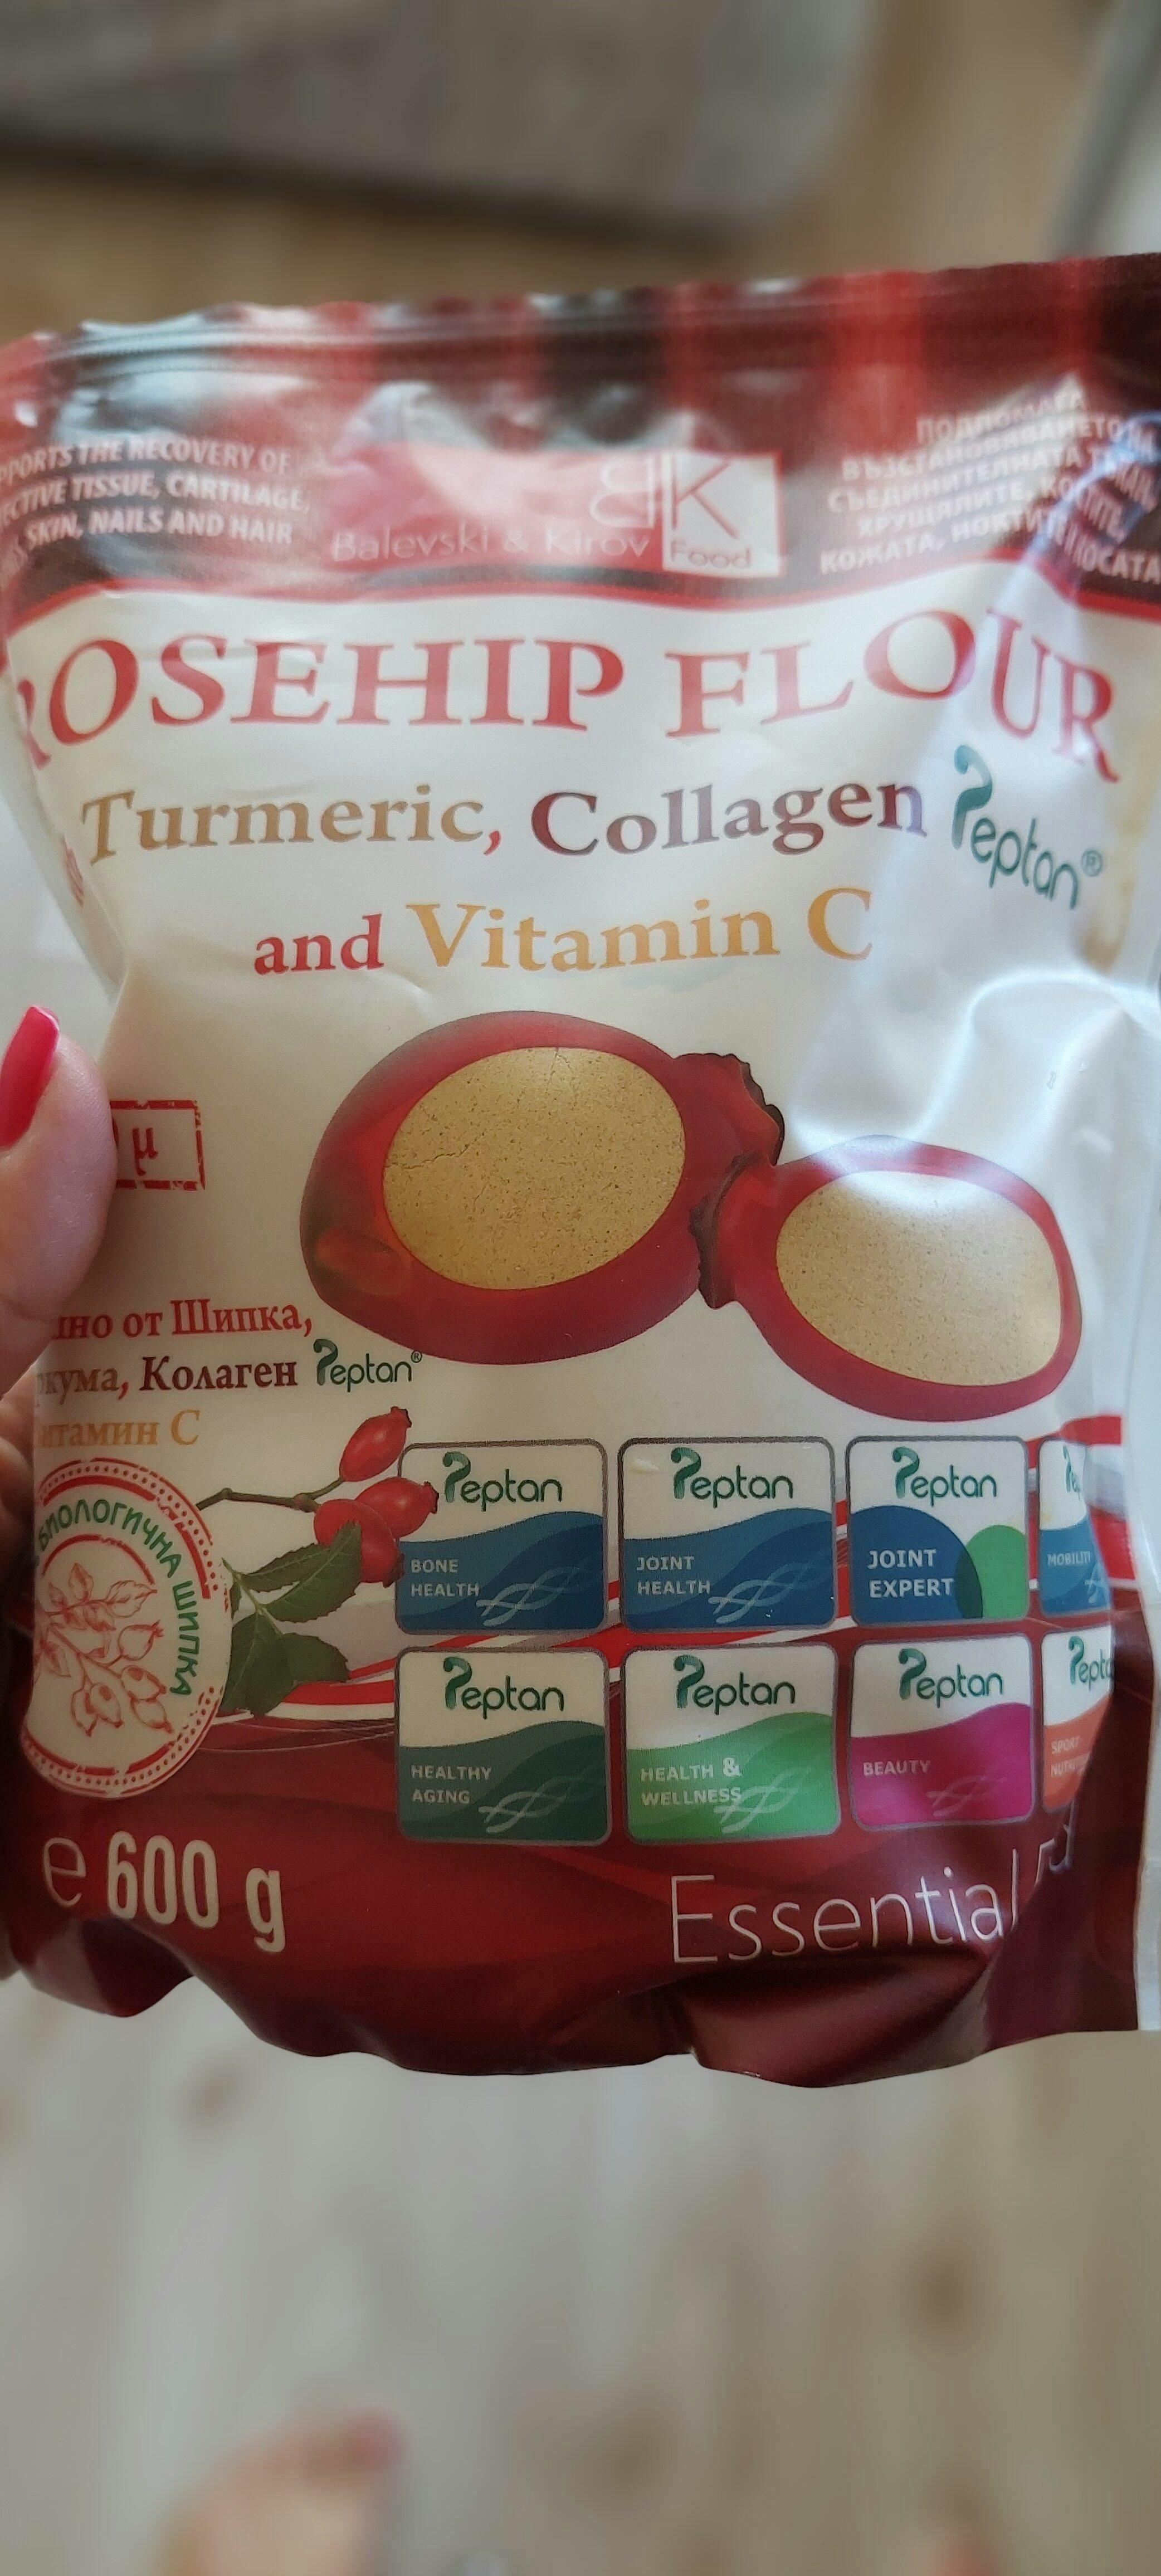 PPORTS THE RECOVERY OF
ECTIVE TISSUE, CARTILAGE,
SKIN, NAILS AND HAIR
BK
Balevski & Kirov Food
ПОДПОМАГА
ВЪЗСТАНОВЯВАНЕТО НА
СЪЕДИНИТЕЛНАТА ТЪКАН,
ХРУЩЯЛИТЕ, КОСТИТЕ,
КОЖАТА, НОКТИТЕ И КОСАТА
ROSEHIP FLOUR
Turmeric, Collagen Peptan®
and Vitamin C
μ
но от Шипка,
кума, Колаген Peptan®
итамин C
БИОЛОГИЧНА ШИПКА
Peptan
BONE
HEALTH
Peptan
JOINT
HEALTH
Peptan
JOINT
EXPERT
MOBILITY
Peptan
HEALTHY
AGING
Peptan
HEALTH &
WELLNESS
Peptan
BEAUTY
Pepta
SPORT
e 600 g
Essential